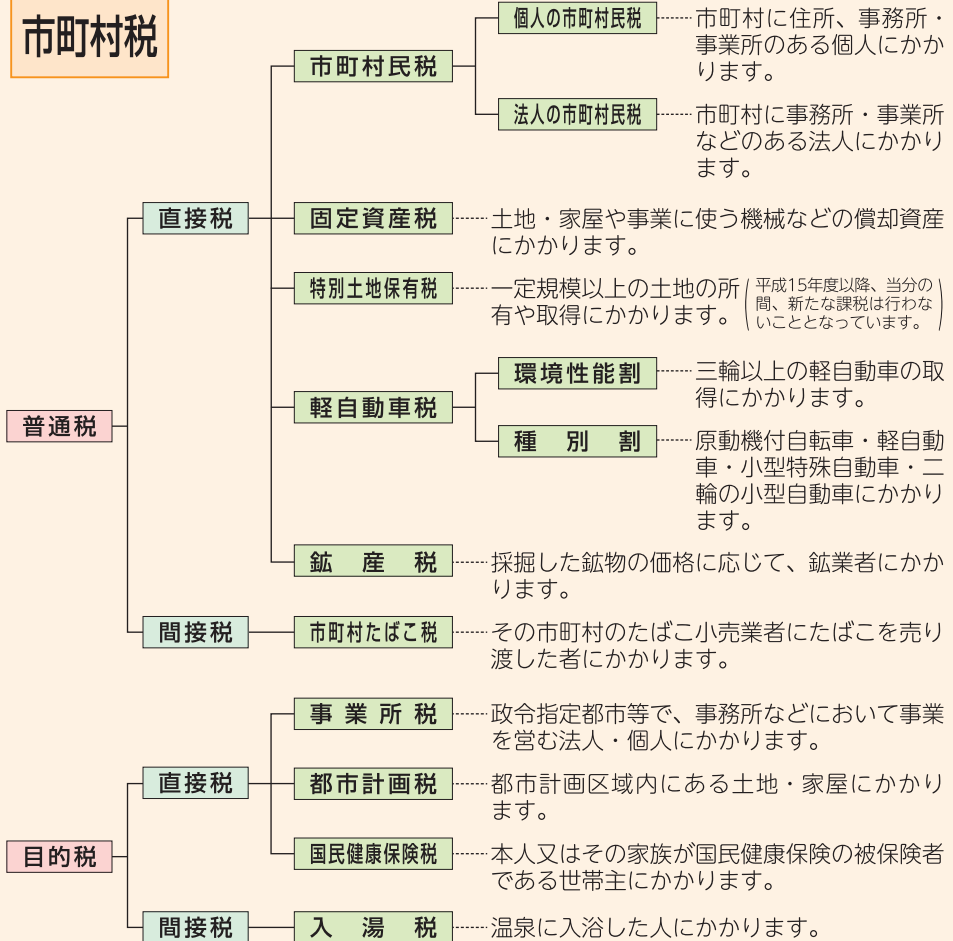 市町村税
普通税
直接税
市町村民税
個人の市町村民税
市町村に住所、事務所・
事業所のある個人にかか
ります。
法人の市町村民税
市町村に事務所・事業所
などのある法人にかかり
ます。
固定資産税
土地・家屋や事業に使う機械などの償却資産
にかかります。
特別土地保有税
一定規模以上の土地の所
有や取得にかかります。
平成15年度以降、当分の
間、新たな課税は行わな
いこととなっています。
軽自動車税
環境性能割
三輪以上の軽自動車の取
得にかかります。
種別割
原動機付自転車・軽自動
車・小型特殊自動車・二
輪の小型自動車にかかり
ます。
鉱産税
採掘した鉱物の価格に応じて、鉱業者にかか
ります。
間接税
市町村たばこ税
その市町村のたばこ小売業者にたばこを売り
渡した者にかかります。
目的税
直接税
事業所税
政令指定都市等で、事務所などにおいて事業
を営む法人・個人にかかります。
都市計画税
都市計画区域内にある土地・家屋にかかり
ます。
国民健康保険税
本人又はその家族が国民健康保険の被保険者
である世帯主にかかります。
間接税
入湯税
温泉に入浴した人にかかります。